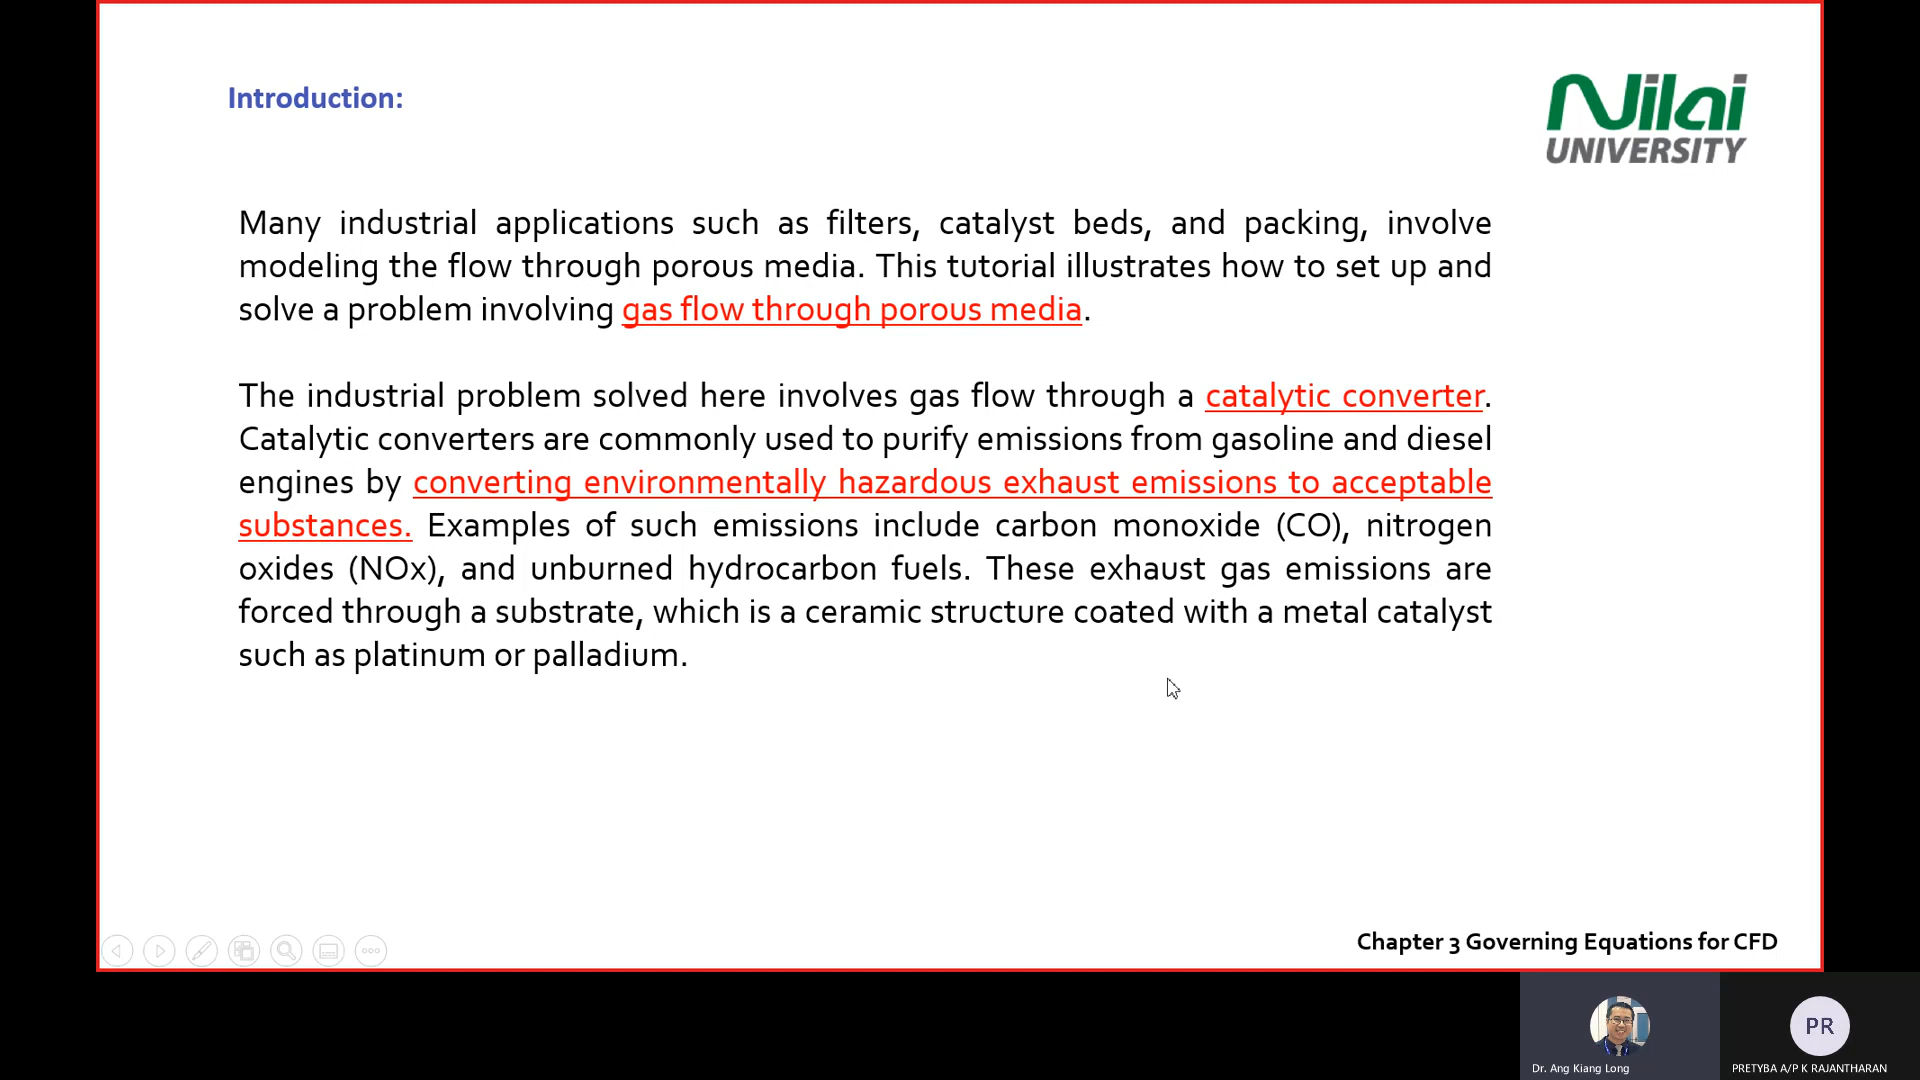 Introduction:
Nilai
UNIVERSITY
Many industrial applications such as filters, catalyst beds, and packing, involve
modeling the flow through porous media. This tutorial illustrates how to set up and
solve a problem involving gas flow through porous media.
The industrial problem solved here involves gas flow through a catalytic converter.
Catalytic converters are commonly used to purify emissions from gasoline and diesel
engines by converting environmentally hazardous exhaust emissions to acceptable
substances. Examples of such emissions include carbon monoxide (CO), nitrogen
oxides (NOx), and unburned hydrocarbon fuels. These exhaust gas emissions are
forced through a substrate, which is a ceramic structure coated with a metal catalyst
such as platinum or palladium.
Chapter 3 Governing Equations for CFD
PR
Dr. Ang Kiang Long
PRETYBA A/P K RAJANTHARAN